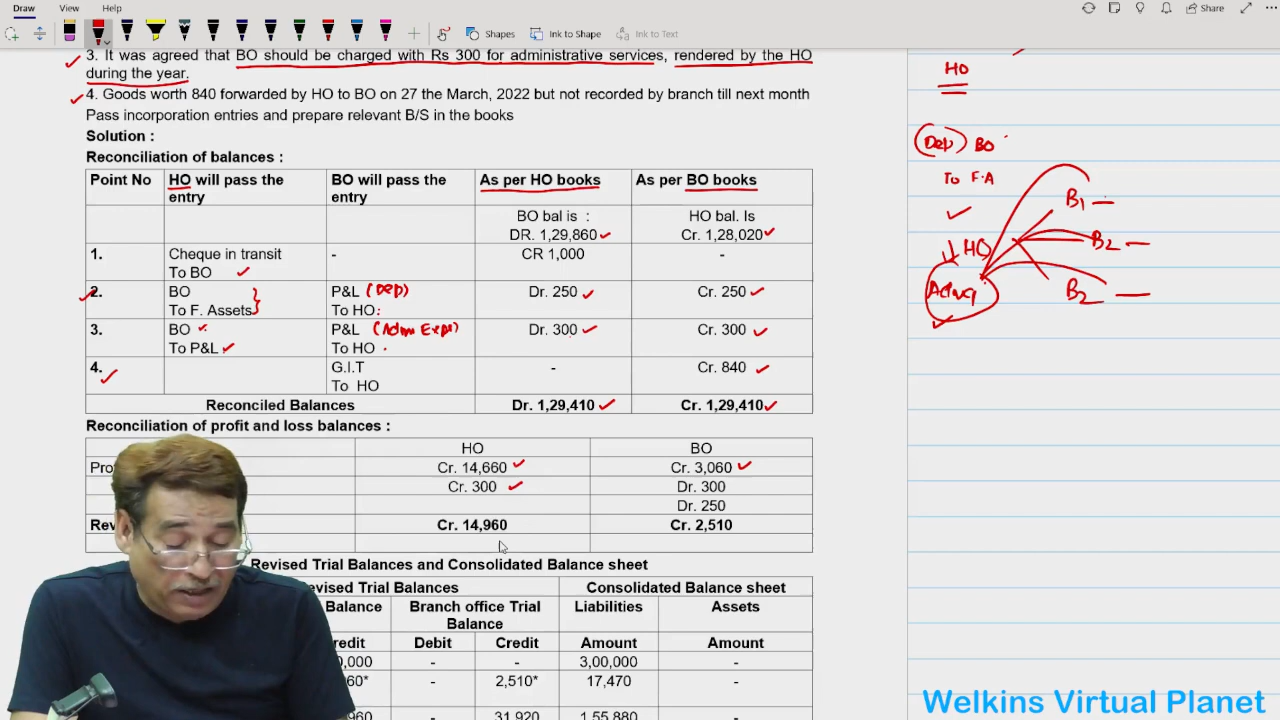 Draw View Help
Shapes Ink to Shape Ink to Text Share
3. It was agreed that BO should be charged with Rs 300 for administrative services, rendered by the HO
during the year.
4. Goods worth 840 forwarded by HO to BO on 27 the March, 2022 but not recorded by branch till next month
Pass incorporation entries and prepare relevant B/S in the books
Solution :
Reconciliation of balances :
Point No HO will pass the entry BO will pass the entry As per HO books As per BO books
BO bal is : DR. 1,29,860 HO bal. Is Cr. 1,28,020
1. Cheque in transit To BO - CR 1,000 -
2. BO To F. Assets P&L (Dep) To HO: Dr. 250 Cr. 250
3. BO To P&L P&L (Adm Exps) To HO Dr. 300 Cr. 300
4. G.I.T To HO - Cr. 840
Reconciled Balances Dr. 1,29,410 Cr. 1,29,410
Reconciliation of profit and loss balances :
HO BO
Cr. 14,660 Cr. 3,060
Cr. 300 Dr. 300
Dr. 250
Cr. 14,960 Cr. 2,510
Revised Trial Balances and Consolidated Balance sheet
Trial Balances Consolidated Balance sheet
Balance Branch office Trial Balance Liabilities Assets
Debit Credit Amount Amount
- - 3,00,000 -
- 2,510* 17,470 -
31,920 1,55,880
HO
(Dep) BO
To F.A
HO
B1
B2
B2
Welkins Virtual Planet